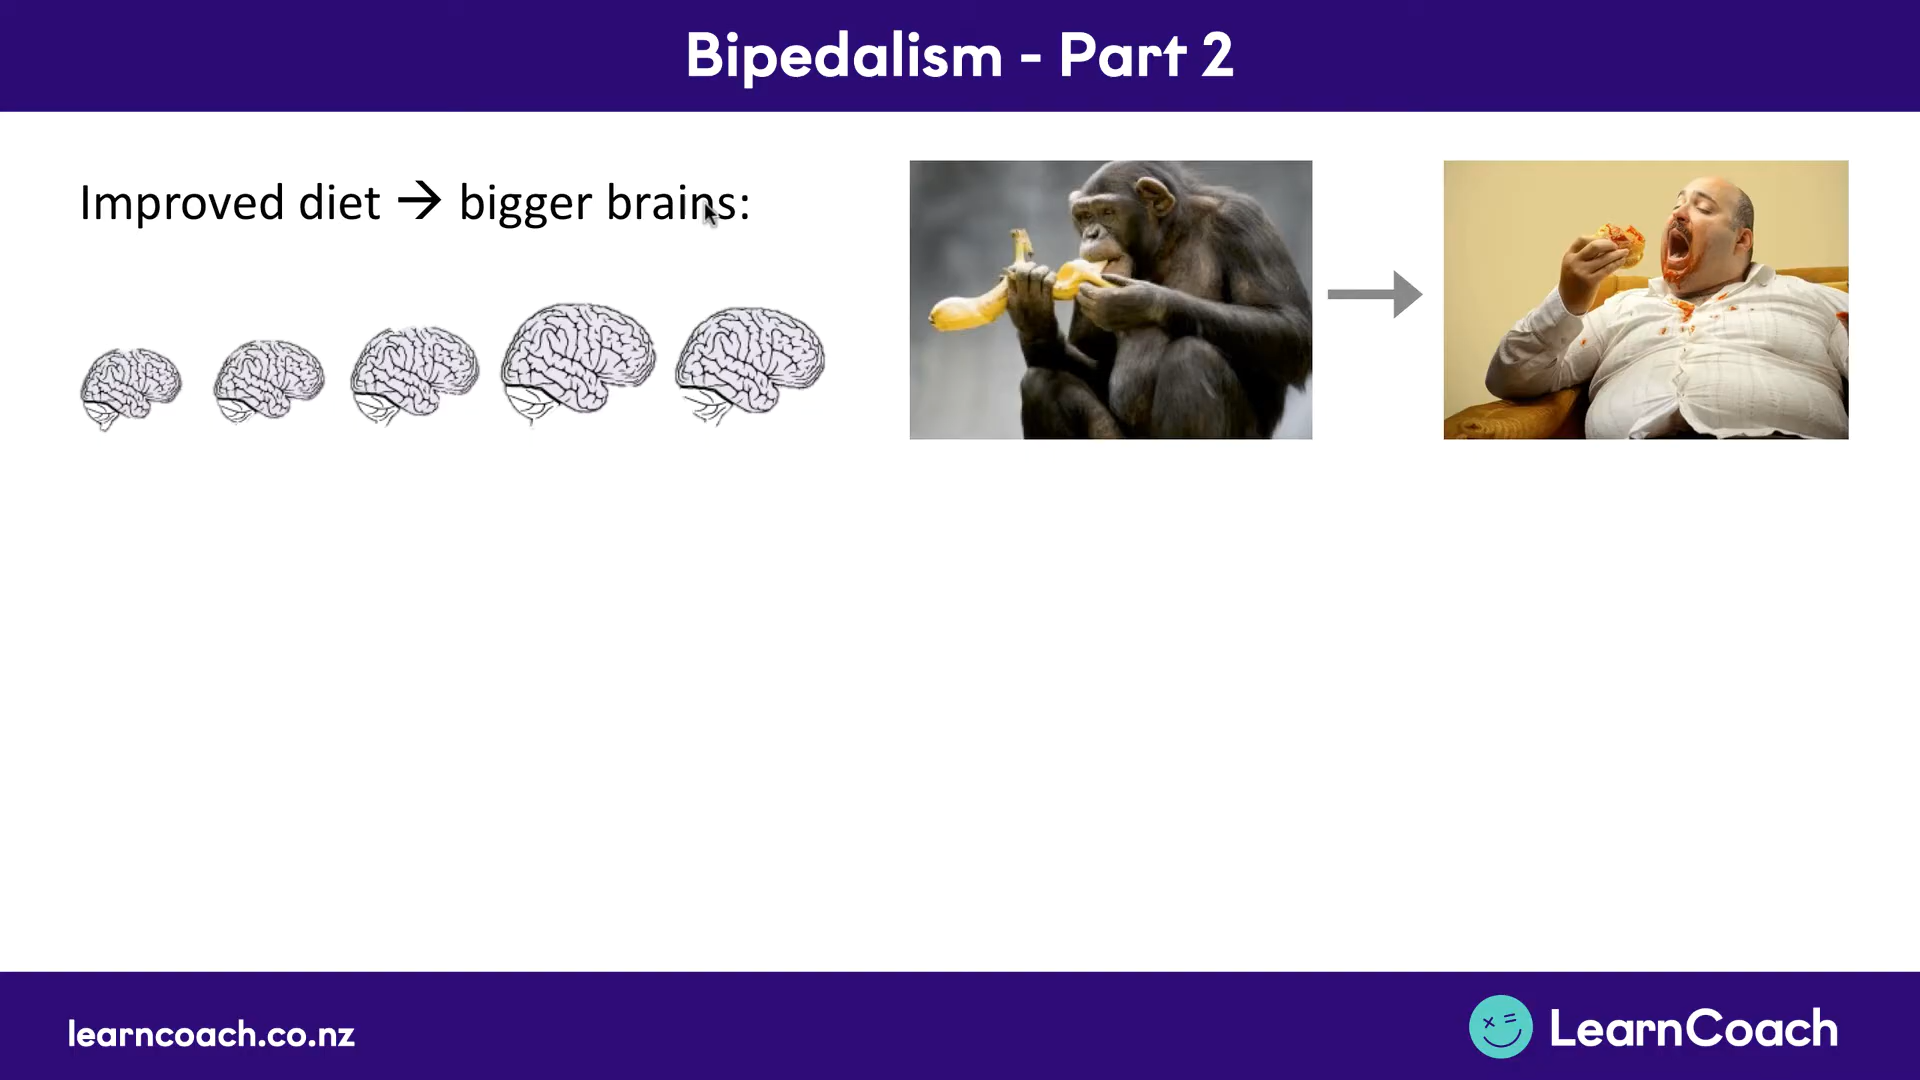 Bipedalism - Part 2
Improved diet → bigger brains:
learncoach.co.nz
LearnCoach